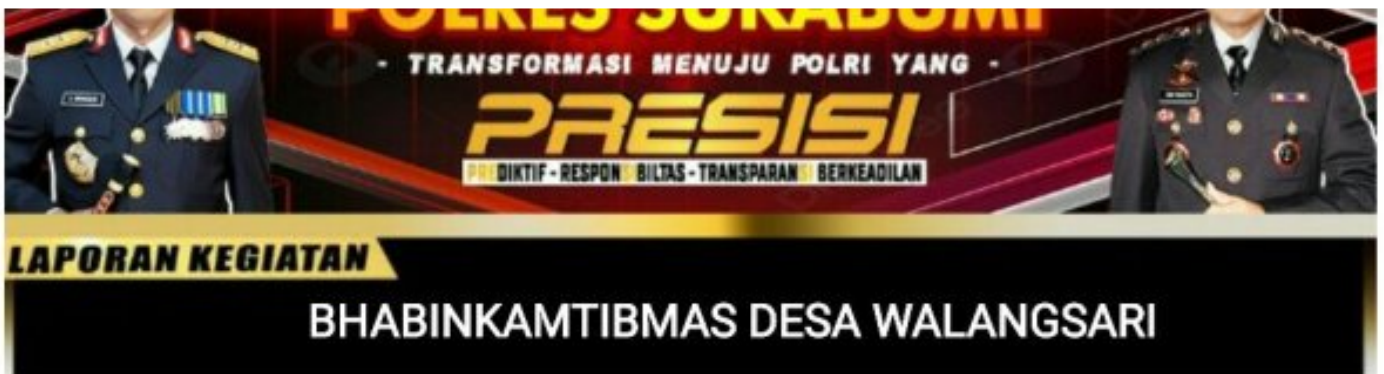 POLRES SUKABUMI
- TRANSFORMASI MENUJU POLRI YANG -
PRESISI
PREDIKTIF - RESPONSIBILTAS - TRANSPARANSI BERKEADILAN
LAPORAN KEGIATAN
BHABINKAMTIBMAS DESA WALANGSARI